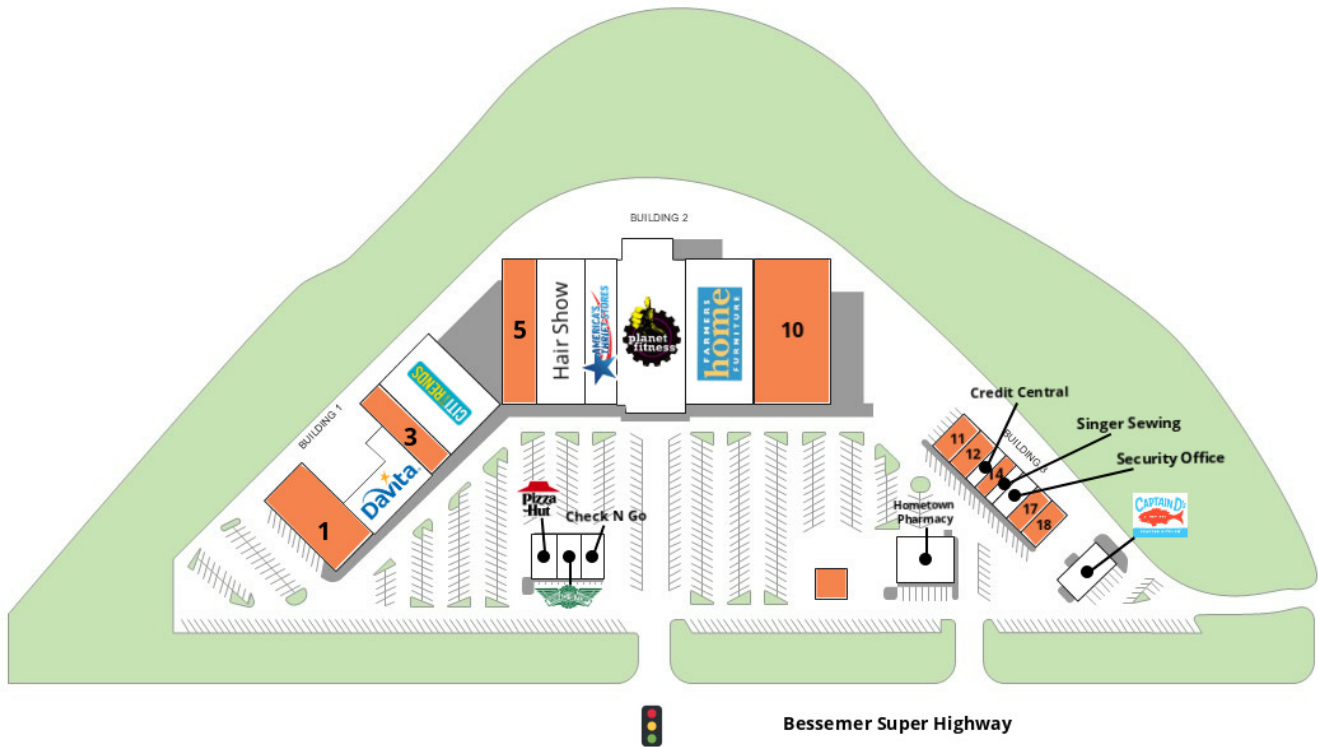 BUILDING 2
5
Hair Show
AMERICA'S
THRIFT STORES
planet
fitness
FARMERS
home
FURNITURE
10
BUILDING 1
CITI TRENDS
3
DaVita
1
Credit Central
Singer Sewing
Security Office
11
12
14
17
18
CAPTAIN D's
Pizza
Hut
Check N Go
Hometown
Pharmacy
Bessemer Super Highway